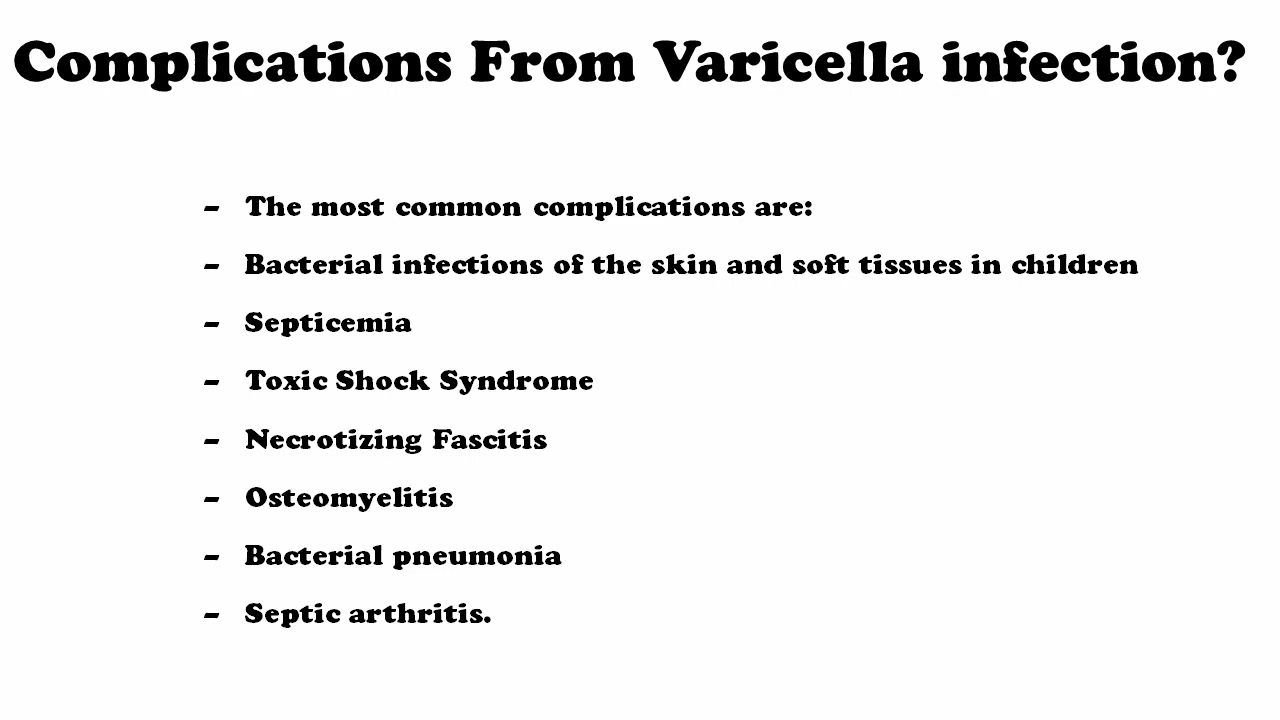 Complications From Varicella infection?
– The most common complications are:
– Bacterial infections of the skin and soft tissues in children
– Septicemia
– Toxic Shock Syndrome
– Necrotizing Fascitis
– Osteomyelitis
– Bacterial pneumonia
– Septic arthritis.